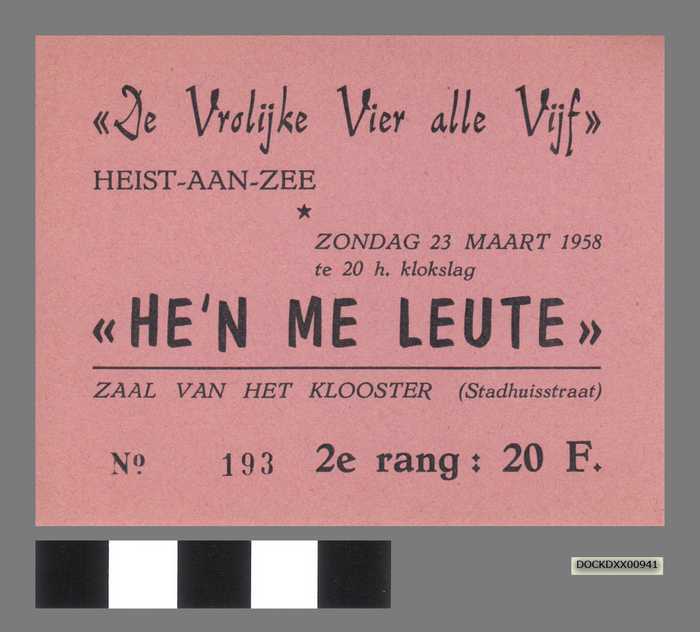 «De Vrolijke Vier alle Vijf»
HEIST-AAN-ZEE
ZONDAG 23 MAART 1958
te 20 h. klokslag
« HE'N ME LEUTE »
ZAAL VAN HET KLOOSTER (Stadhuisstraat)
Nº 193 2e rang : 20 F.
DOCKDXX00941